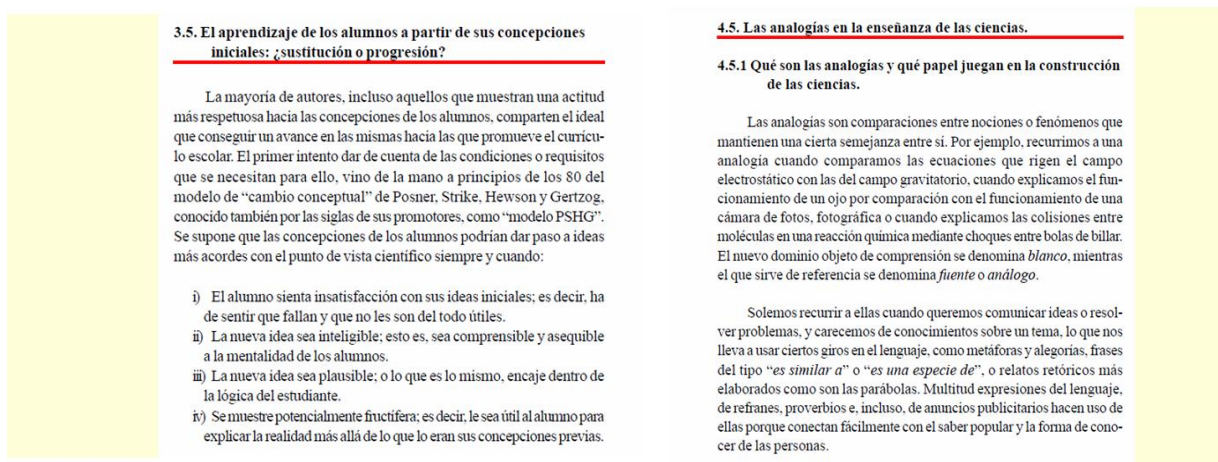 3.5. El aprendizaje de los alumnos a partir de sus concepciones
iniciales: ¿sustitución o progresión?
La mayoría de autores, incluso aquellos que muestran una actitud
más respetuosa hacia las concepciones de los alumnos, comparten el ideal
que conseguir un avance en las mismas hacia las que promueve el currícu-
lo escolar. El primer intento dar de cuenta de las condiciones o requisitos
que se necesitan para ello, vino de la mano a principios de los 80 del
modelo de “cambio conceptual” de Posner, Strike, Hewson y Gertzog,
conocido también por las siglas de sus promotores, como “modelo PSHG”.
Se supone que las concepciones de los alumnos podrían dar paso a ideas
más acordes con el punto de vista científico siempre y cuando:
i) El alumno sienta insatisfacción con sus ideas iniciales; es decir, ha
de sentir que fallan y que no les son del todo útiles.
ii) La nueva idea sea inteligible; esto es, sea comprensible y asequible
a la mentalidad de los alumnos.
iii) La nueva idea sea plausible; o lo que es lo mismo, encaje dentro de
la lógica del estudiante.
iv) Se muestre potencialmente fructífera; es decir, le sea útil al alumno para
explicar la realidad más allá de lo que lo eran sus concepciones previas.
4.5. Las analogías en la enseñanza de las ciencias.
4.5.1 Qué son las analogías y qué papel juegan en la construcción
de las ciencias.
Las analogías son comparaciones entre nociones o fenómenos que
mantienen una cierta semejanza entre sí. Por ejemplo, recurrimos a una
analogía cuando comparamos las ecuaciones que rigen el campo
electrostático con las del campo gravitatorio, cuando explicamos el fun-
cionamiento de un ojo por comparación con el funcionamiento de una
cámara de fotos, fotográfica o cuando explicamos las colisiones entre
moléculas en una reacción química mediante choques entre bolas de billar.
El nuevo dominio objeto de comprensión se denomina blanco, mientras
el que sirve de referencia se denomina fuente o análogo.
Solemos recurrir a ellas cuando queremos comunicar ideas o resol-
ver problemas, y carecemos de conocimientos sobre un tema, lo que nos
lleva a usar ciertos giros en el lenguaje, como metáforas y alegorías, frases
del tipo “es similar a” o “es una especie de”, o relatos retóricos más
elaborados como son las parábolas. Multitud expresiones del lenguaje,
de refranes, proverbios e, incluso, de anuncios publicitarios hacen uso de
ellas porque conectan fácilmente con el saber popular y la forma de cono-
cer de las personas.